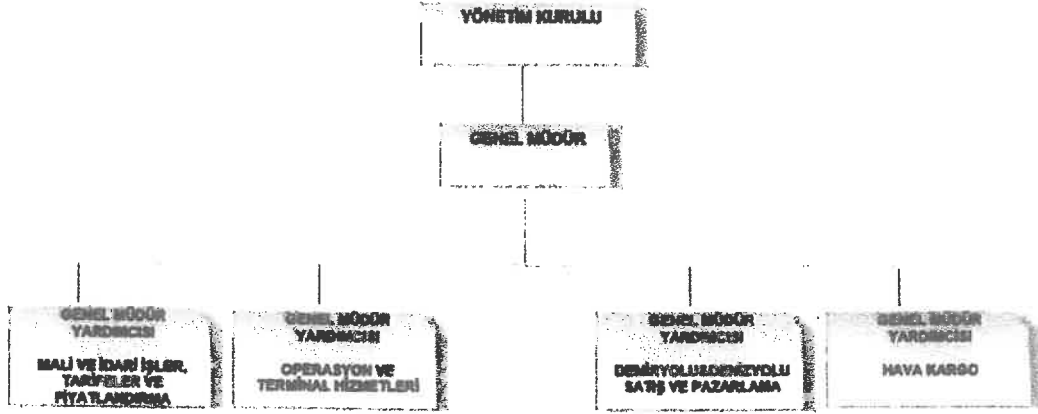 YÖNETİM KURULU
GENEL MÜDÜR
GENEL MÜDÜR
YARDIMCISI
MALİ VE İDARİ İŞLER,
TARİFELER VE
FİYATLANDIRMA
GENEL MÜDÜR
YARDIMCISI
OPERASYON VE
TERMİNAL HİZMETLERİ
GENEL MÜDÜR
YARDIMCISI
DEMİRYOLU&DENİZYOLU
SATIŞ VE PAZARLAMA
GENEL MÜDÜR
YARDIMCISI
HAVA KARGO